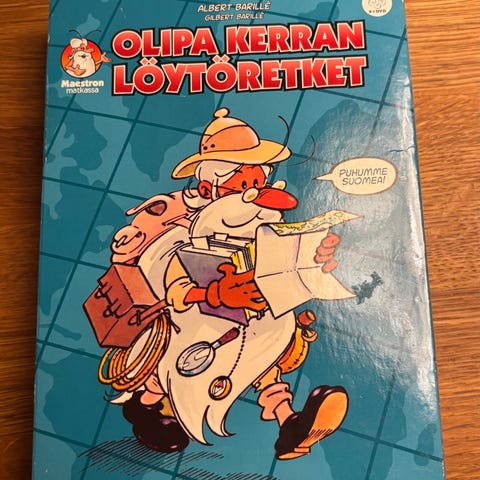 ALBERT BARILLÉ
GILBERT BARILLÉ
OLIPA KERRAN
LÖYTÖRETKET
Maestron
matkassa
PUHUMME
SUOMEA!